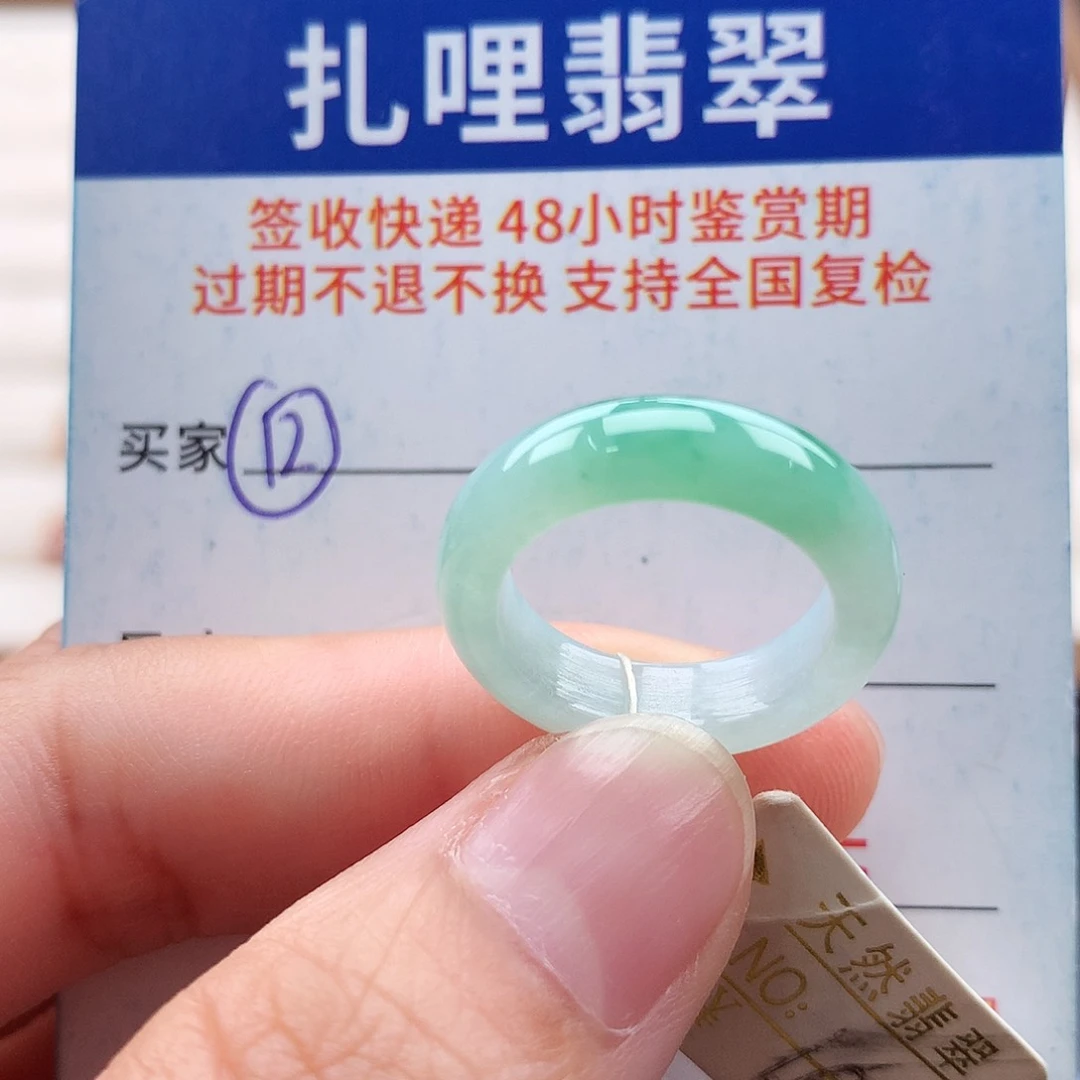 扎哩翡翠
签收快递 48小时鉴赏期
过期不退不换 支持全国复检
买家 12
天然翡翠
NO: